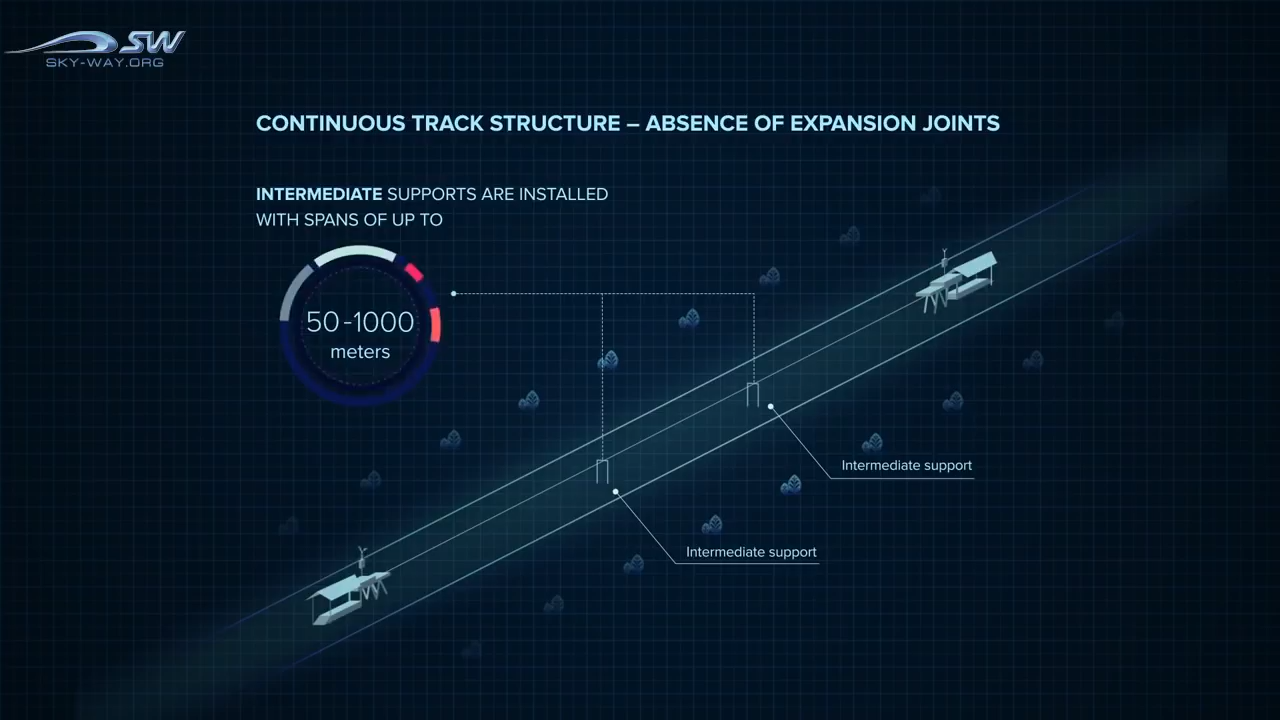 SW
SKY-WAY.ORG
CONTINUOUS TRACK STRUCTURE – ABSENCE OF EXPANSION JOINTS
INTERMEDIATE SUPPORTS ARE INSTALLED
WITH SPANS OF UP TO
50-1000
meters
Intermediate support
Intermediate support